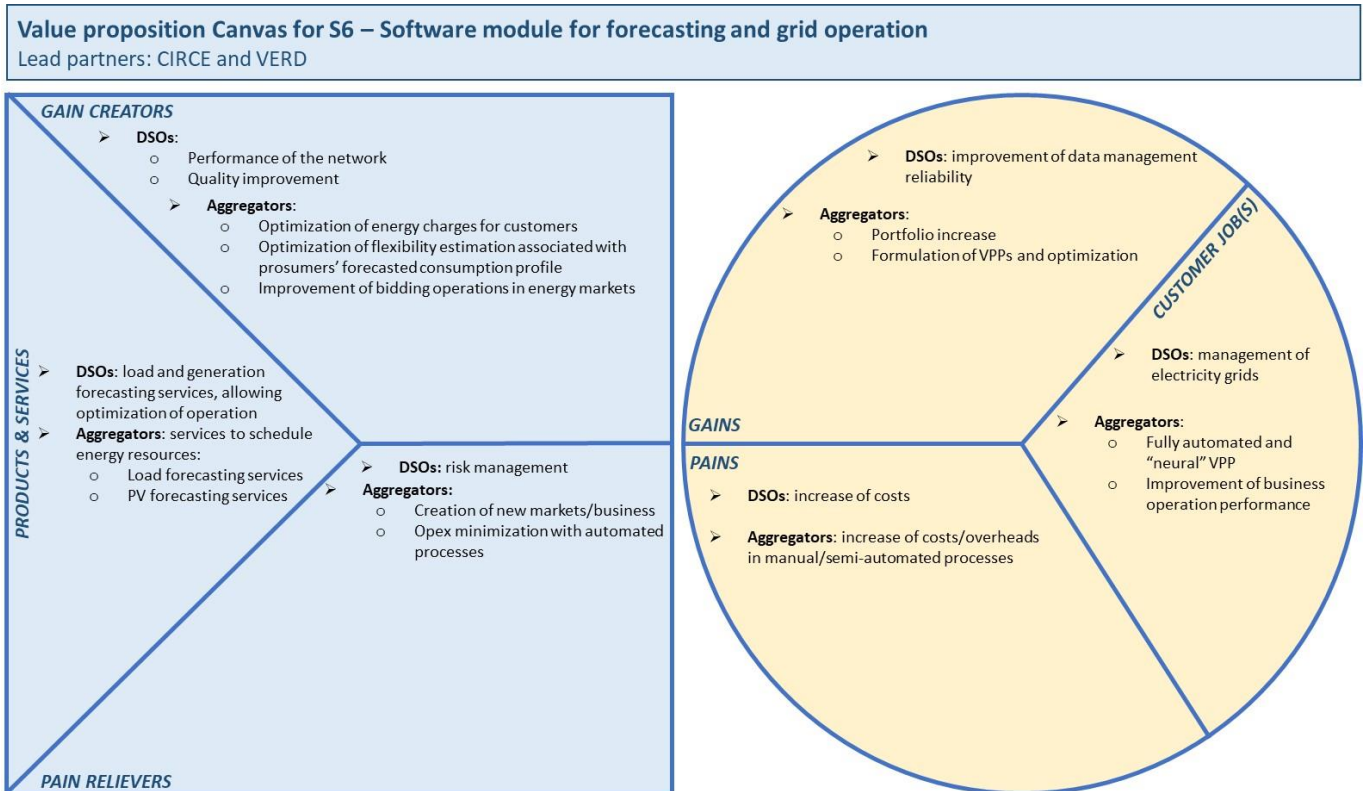 Value proposition Canvas for S6 – Software module for forecasting and grid operation
Lead partners: CIRCE and VERD
GAIN CREATORS
➢ DSOs:
o Performance of the network
o Quality improvement
➢ Aggregators:
o Optimization of energy charges for customers
o Optimization of flexibility estimation associated with
prosumers’ forecasted consumption profile
o Improvement of bidding operations in energy markets
PRODUCTS & SERVICES
➢ DSOs: load and generation
forecasting services, allowing
optimization of operation
➢ Aggregators: services to schedule
energy resources:
o Load forecasting services
o PV forecasting services
➢ DSOs: risk management
➢ Aggregators:
o Creation of new markets/business
o Opex minimization with automated
processes
PAIN RELIEVERS
➢ DSOs: improvement of data management
reliability
➢ Aggregators:
o Portfolio increase
o Formulation of VPPs and optimization
GAINS
CUSTOMER JOB(S)
➢ DSOs: management of
electricity grids
➢ Aggregators:
o Fully automated and
“neural” VPP
o Improvement of business
operation performance
PAINS
➢ DSOs: increase of costs
➢ Aggregators: increase of costs/overheads
in manual/semi-automated processes